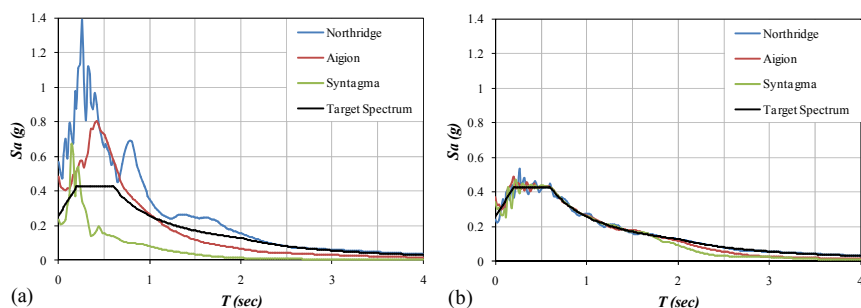 1.4
1.2
1
0.8
0.6
0.4
0.2
0
Sa (g)
0 1 2 3 4
T (sec)
(a)
Northridge
Aigion
Syntagma
Target Spectrum
1.4
1.2
1
0.8
0.6
0.4
0.2
0
Sa (g)
0 1 2 3 4
T (sec)
(b)
Northridge
Aigion
Syntagma
Target Spectrum